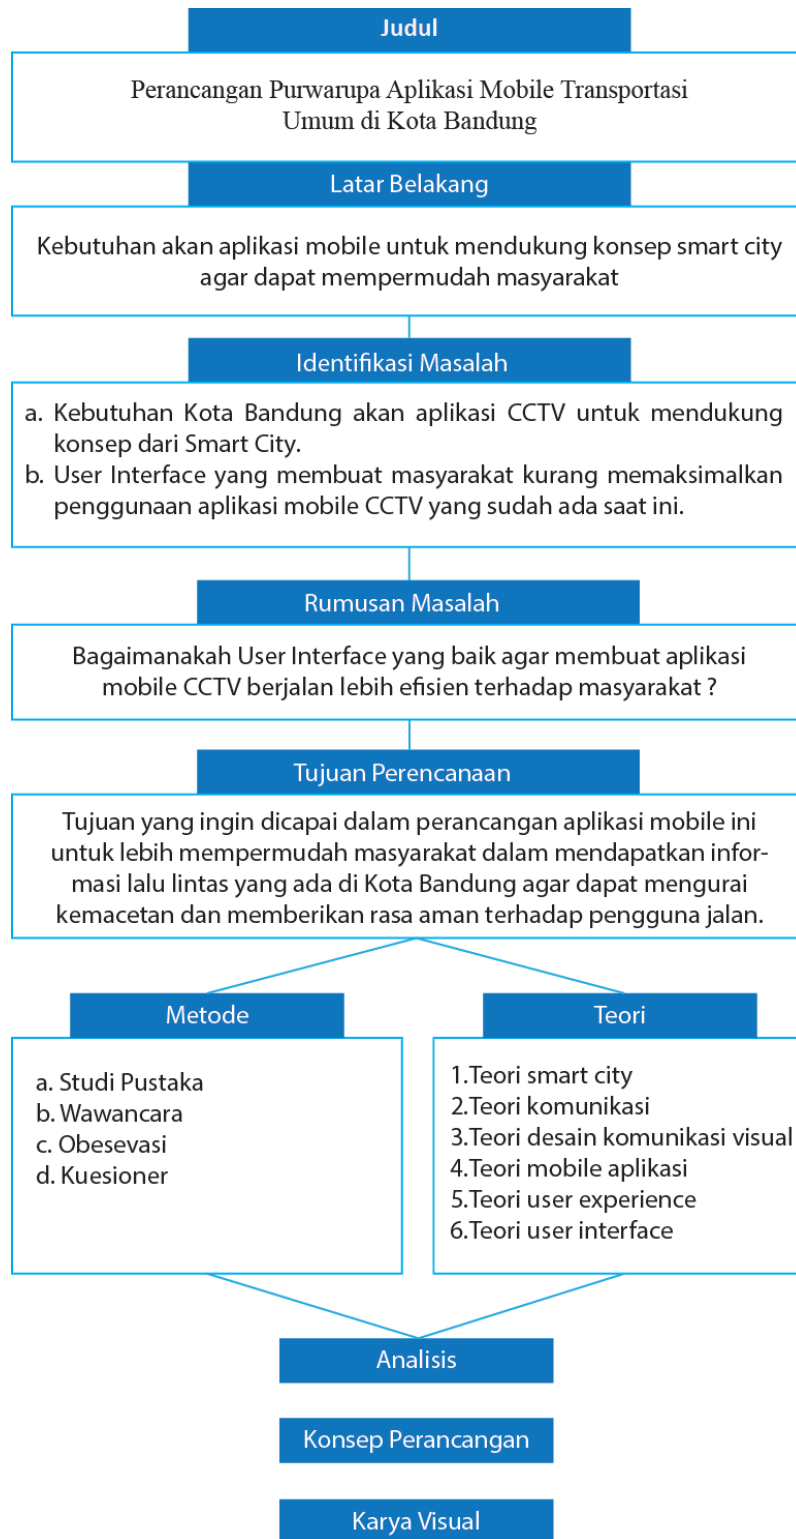 Judul
Perancangan Purwarupa Aplikasi Mobile Transportasi
Umum di Kota Bandung
Latar Belakang
Kebutuhan akan aplikasi mobile untuk mendukung konsep smart city
agar dapat mempermudah masyarakat
Identifikasi Masalah
a. Kebutuhan Kota Bandung akan aplikasi CCTV untuk mendukung
konsep dari Smart City.
b. User Interface yang membuat masyarakat kurang memaksimalkan
penggunaan aplikasi mobile CCTV yang sudah ada saat ini.
Rumusan Masalah
Bagaimanakah User Interface yang baik agar membuat aplikasi
mobile CCTV berjalan lebih efisien terhadap masyarakat ?
Tujuan Perencanaan
Tujuan yang ingin dicapai dalam perancangan aplikasi mobile ini
untuk lebih mempermudah masyarakat dalam mendapatkan infor-
masi lalu lintas yang ada di Kota Bandung agar dapat mengurai
kemacetan dan memberikan rasa aman terhadap pengguna jalan.
Metode
a. Studi Pustaka
b. Wawancara
c. Obesevasi
d. Kuesioner
Teori
1.Teori smart city
2.Teori komunikasi
3.Teori desain komunikasi visual
4.Teori mobile aplikasi
5.Teori user experience
6.Teori user interface
Analisis
Konsep Perancangan
Karya Visual